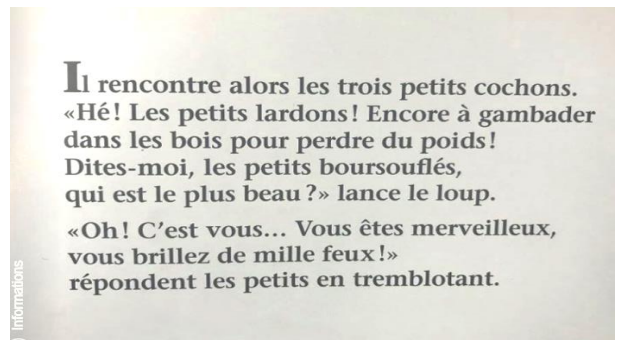 Il rencontre alors les trois petits cochons.
«Hé! Les petits lardons! Encore à gambader
dans les bois pour perdre du poids!
Dites-moi, les petits boursouflés,
qui est le plus beau?» lance le loup.
«Oh! C'est vous... Vous êtes merveilleux,
vous brillez de mille feux!»
répondent les petits en tremblotant.
Informations